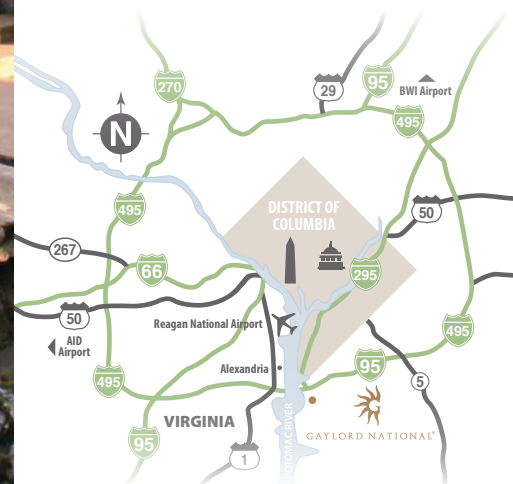 270
29
95
BWI Airport
495
N
495
DISTRICT OF
COLUMBIA
50
267
66
295
50
Reagan National Airport
AID
Airport
495
Alexandria
95
495
5
VIRGINIA
GAYLORD NATIONAL®
95
1
POTOMAC RIVER